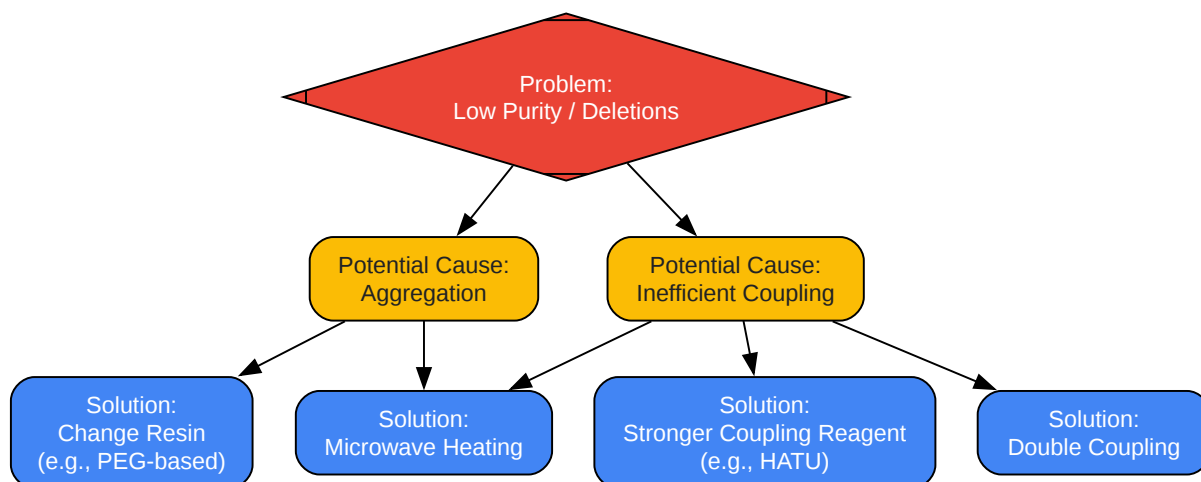 Problem:
Low Purity / Deletions
Potential Cause:
Aggregation
Potential Cause:
Inefficient Coupling
Solution:
Change Resin
(e.g., PEG-based)
Solution:
Microwave Heating
Solution:
Stronger Coupling Reagent
(e.g., HATU)
Solution:
Double Coupling